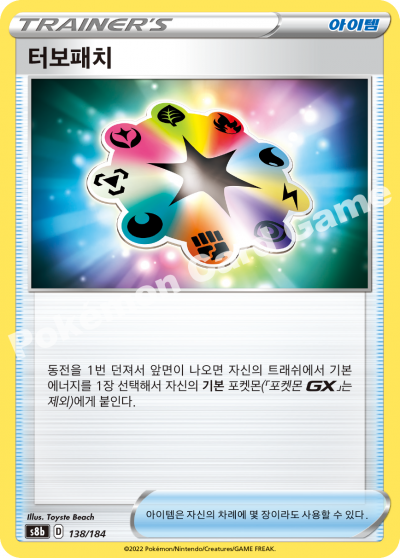 TRAINER'S 아이템
터보패치
Pokémon Card Game
동전을 1번 던져서 앞면이 나오면 자신의 트래쉬에서 기본
에너지를 1장 선택해서 자신의 기본 포켓몬(「포켓몬 GX」는
제외)에게 붙인다.
Illus. Toyste Beach
s8b D 138/184
아이템은 자신의 차례에 몇 장이라도 사용할 수 있다.
©2022 Pokémon/Nintendo/Creatures/GAME FREAK.